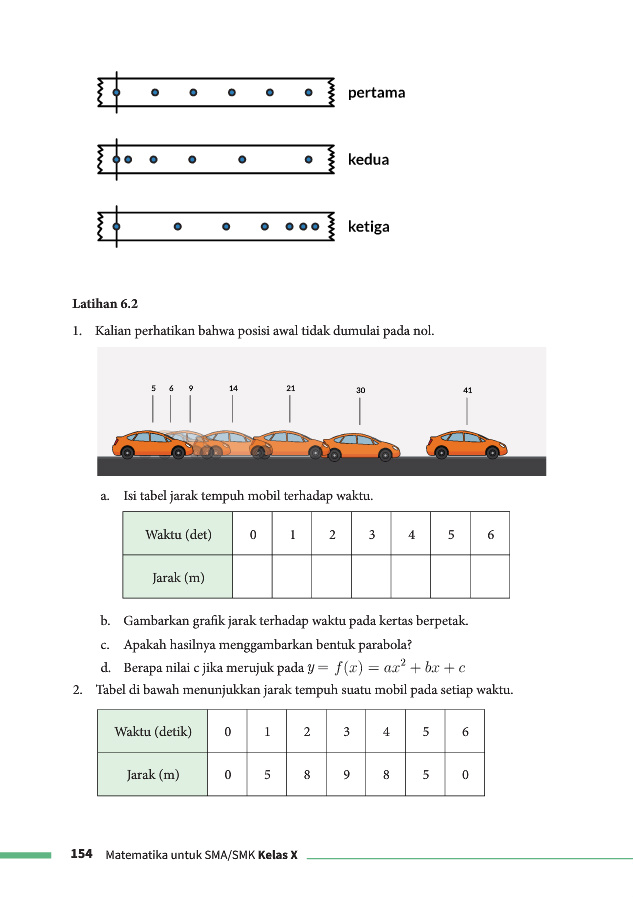 pertama
kedua
ketiga
Latihan 6.2
1. Kalian perhatikan bahwa posisi awal tidak dumulai pada nol.
5 6 9 14 21 30 41
a. Isi tabel jarak tempuh mobil terhadap waktu.
Waktu (det) 0 1 2 3 4 5 6
Jarak (m)
b. Gambarkan grafik jarak terhadap waktu pada kertas berpetak.
c. Apakah hasilnya menggambarkan bentuk parabola?
d. Berapa nilai c jika merujuk pada y = f(x) = ax² + bx + c
2. Tabel di bawah menunjukkan jarak tempuh suatu mobil pada setiap waktu.
Waktu (detik) 0 1 2 3 4 5 6
Jarak (m) 0 5 8 9 8 5 0
154 Matematika untuk SMA/SMK Kelas X